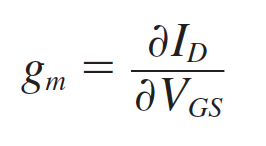 g_m = ∂I_D / ∂V_GS